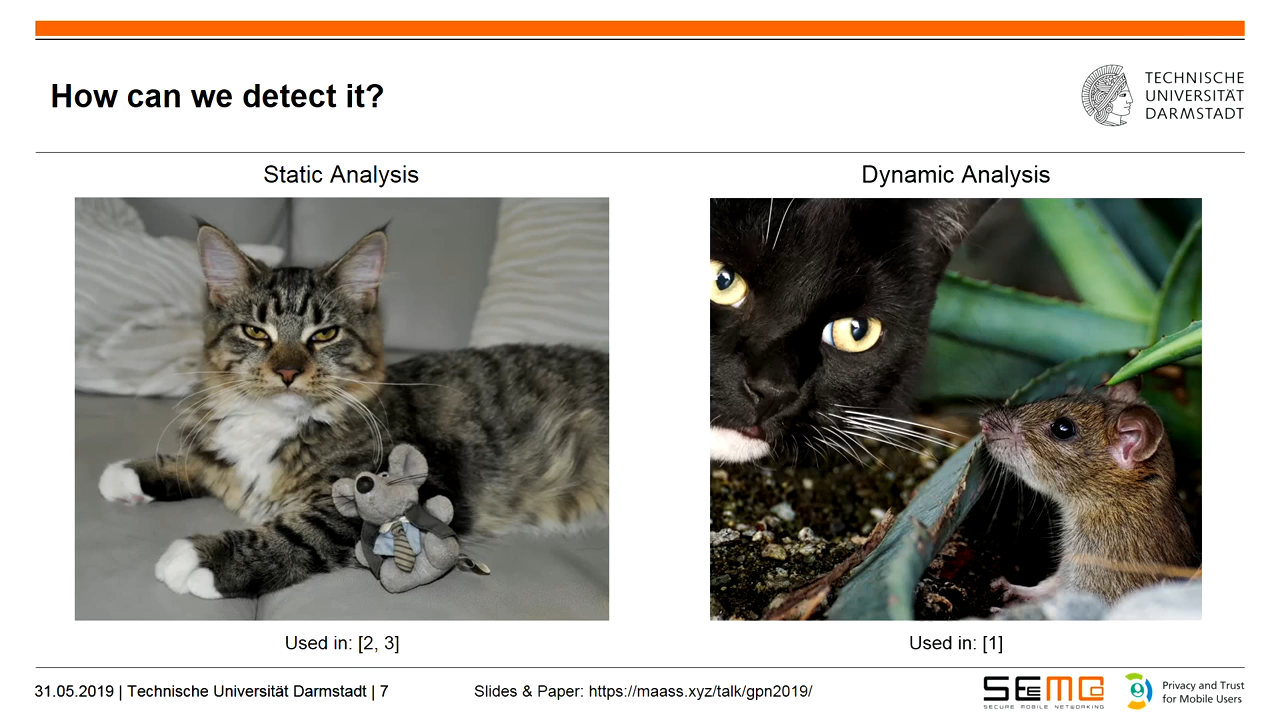 How can we detect it?
TECHNISCHE
UNIVERSITÄT
DARMSTADT
Static Analysis
Dynamic Analysis
Used in: [2, 3]
Used in: [1]
31.05.2019 | Technische Universität Darmstadt | 7
Slides & Paper: https://maass.xyz/talk/gpn2019/
SEMO
SECURE MOBILE NETWORKING
Privacy and Trust
for Mobile Users